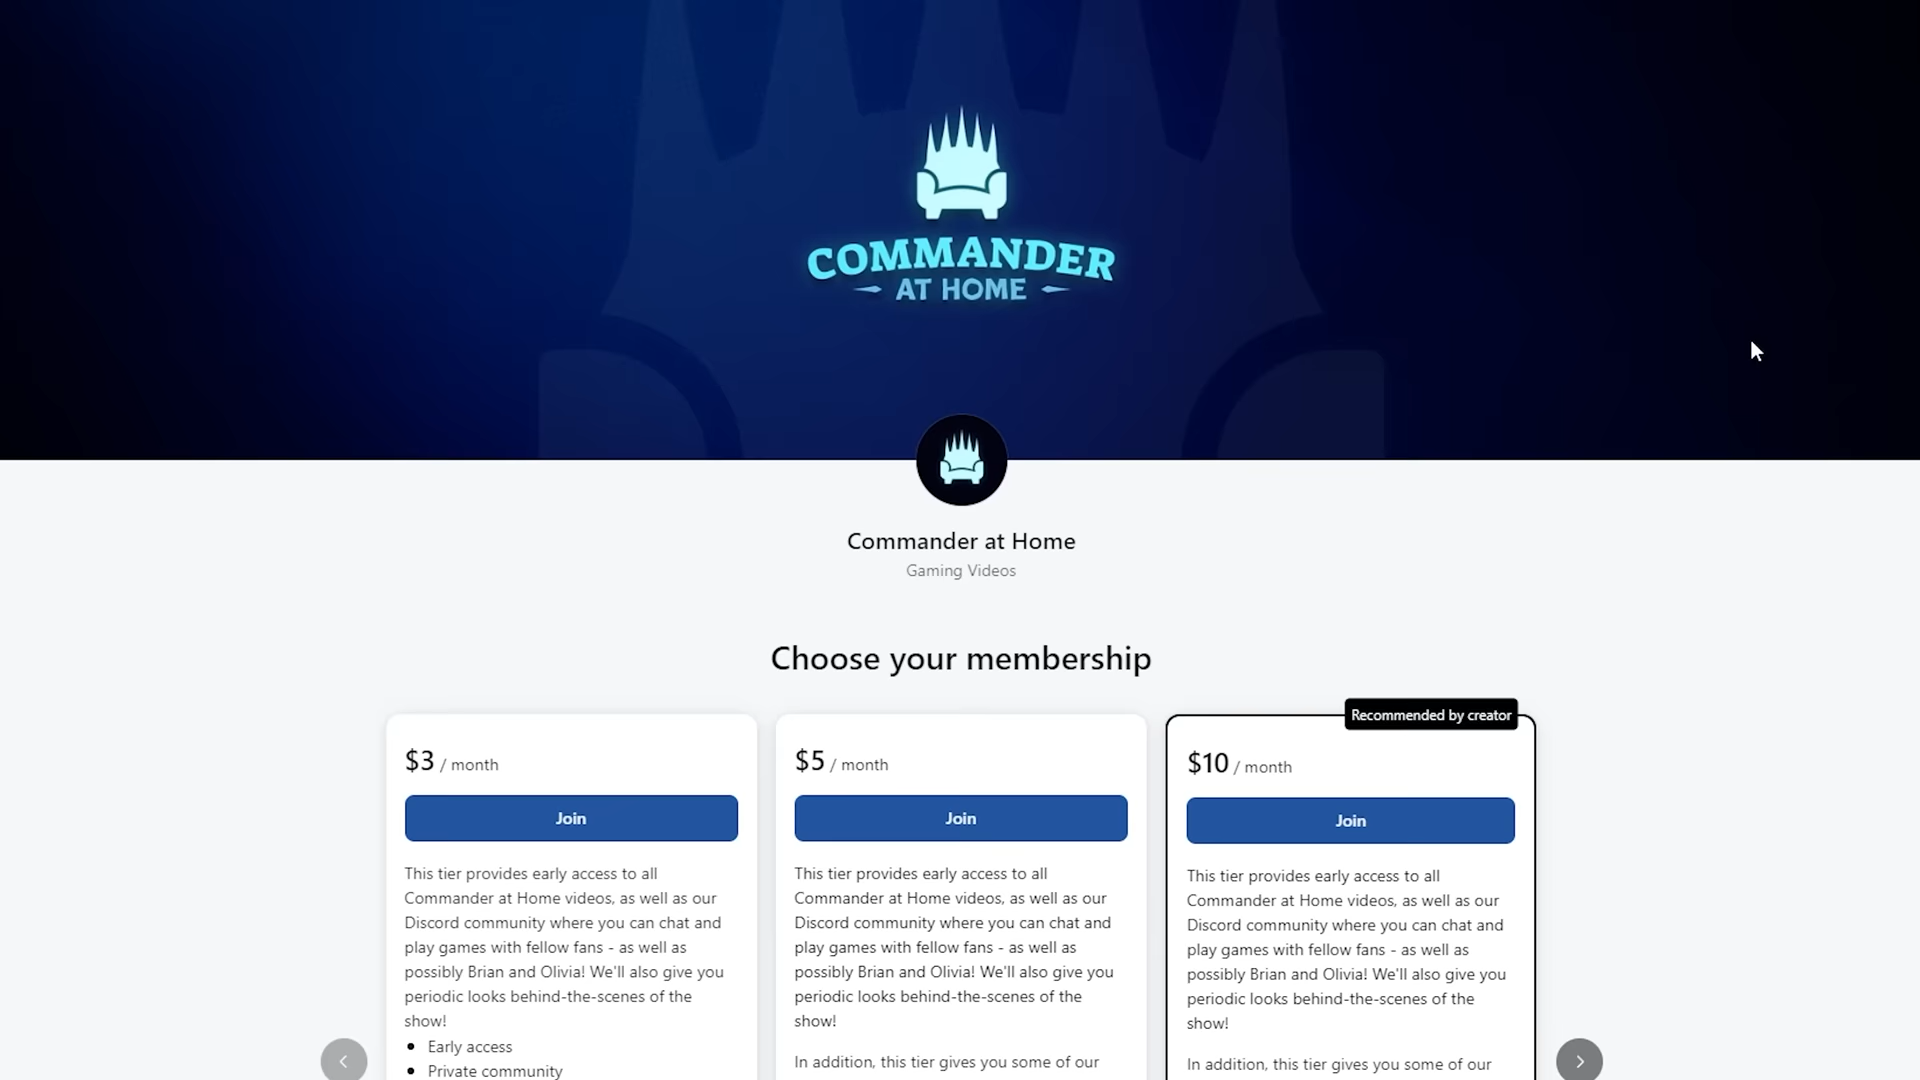 COMMANDER
AT HOME
Commander at Home
Gaming Videos
Choose your membership
$3 / month
Join
This tier provides early access to all
Commander at Home videos, as well as our
Discord community where you can chat and
play games with fellow fans - as well as
possibly Brian and Olivia! We'll also give you
periodic looks behind-the-scenes of the
show!
Early access
Private community
$5 / month
Join
This tier provides early access to all
Commander at Home videos, as well as our
Discord community where you can chat and
play games with fellow fans - as well as
possibly Brian and Olivia! We'll also give you
periodic looks behind-the-scenes of the
show!
In addition, this tier gives you some of our
Recommended by creator
$10 / month
Join
This tier provides early access to all
Commander at Home videos, as well as our
Discord community where you can chat and
play games with fellow fans - as well as
possibly Brian and Olivia! We'll also give you
periodic looks behind-the-scenes of the
show!
In addition, this tier gives you some of our